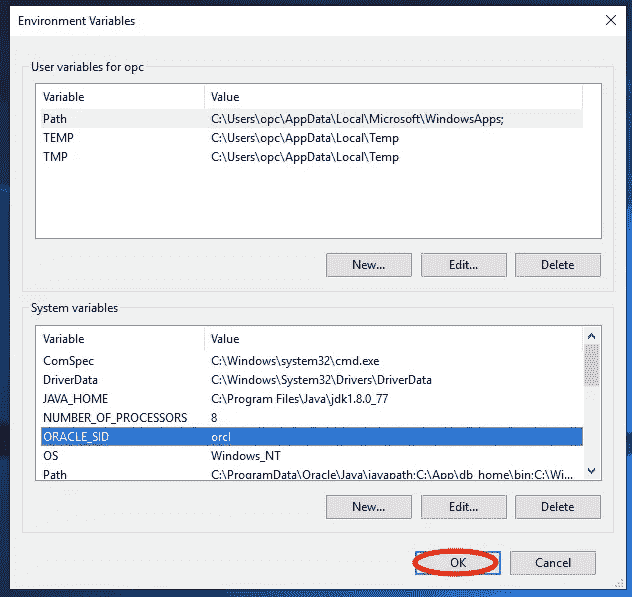 Environment Variables
User variables for opc
Variable Value
Path C:\Users\opc\AppData\Local\Microsoft\WindowsApps;
TEMP C:\Users\opc\AppData\Local\Temp
TMP C:\Users\opc\AppData\Local\Temp
New... Edit... Delete
System variables
Variable Value
ComSpec C:\Windows\system32\cmd.exe
DriverData C:\Windows\System32\Drivers\DriverData
JAVA_HOME C:\Program Files\Java\jdk1.8.0_77
NUMBER_OF_PROCESSORS 8
ORACLE_SID orcl
OS Windows_NT
Path C:\ProgramData\Oracle\Java\javapath;C:\App\db_home\bin;C:\Wi...
New... Edit... Delete
OK Cancel